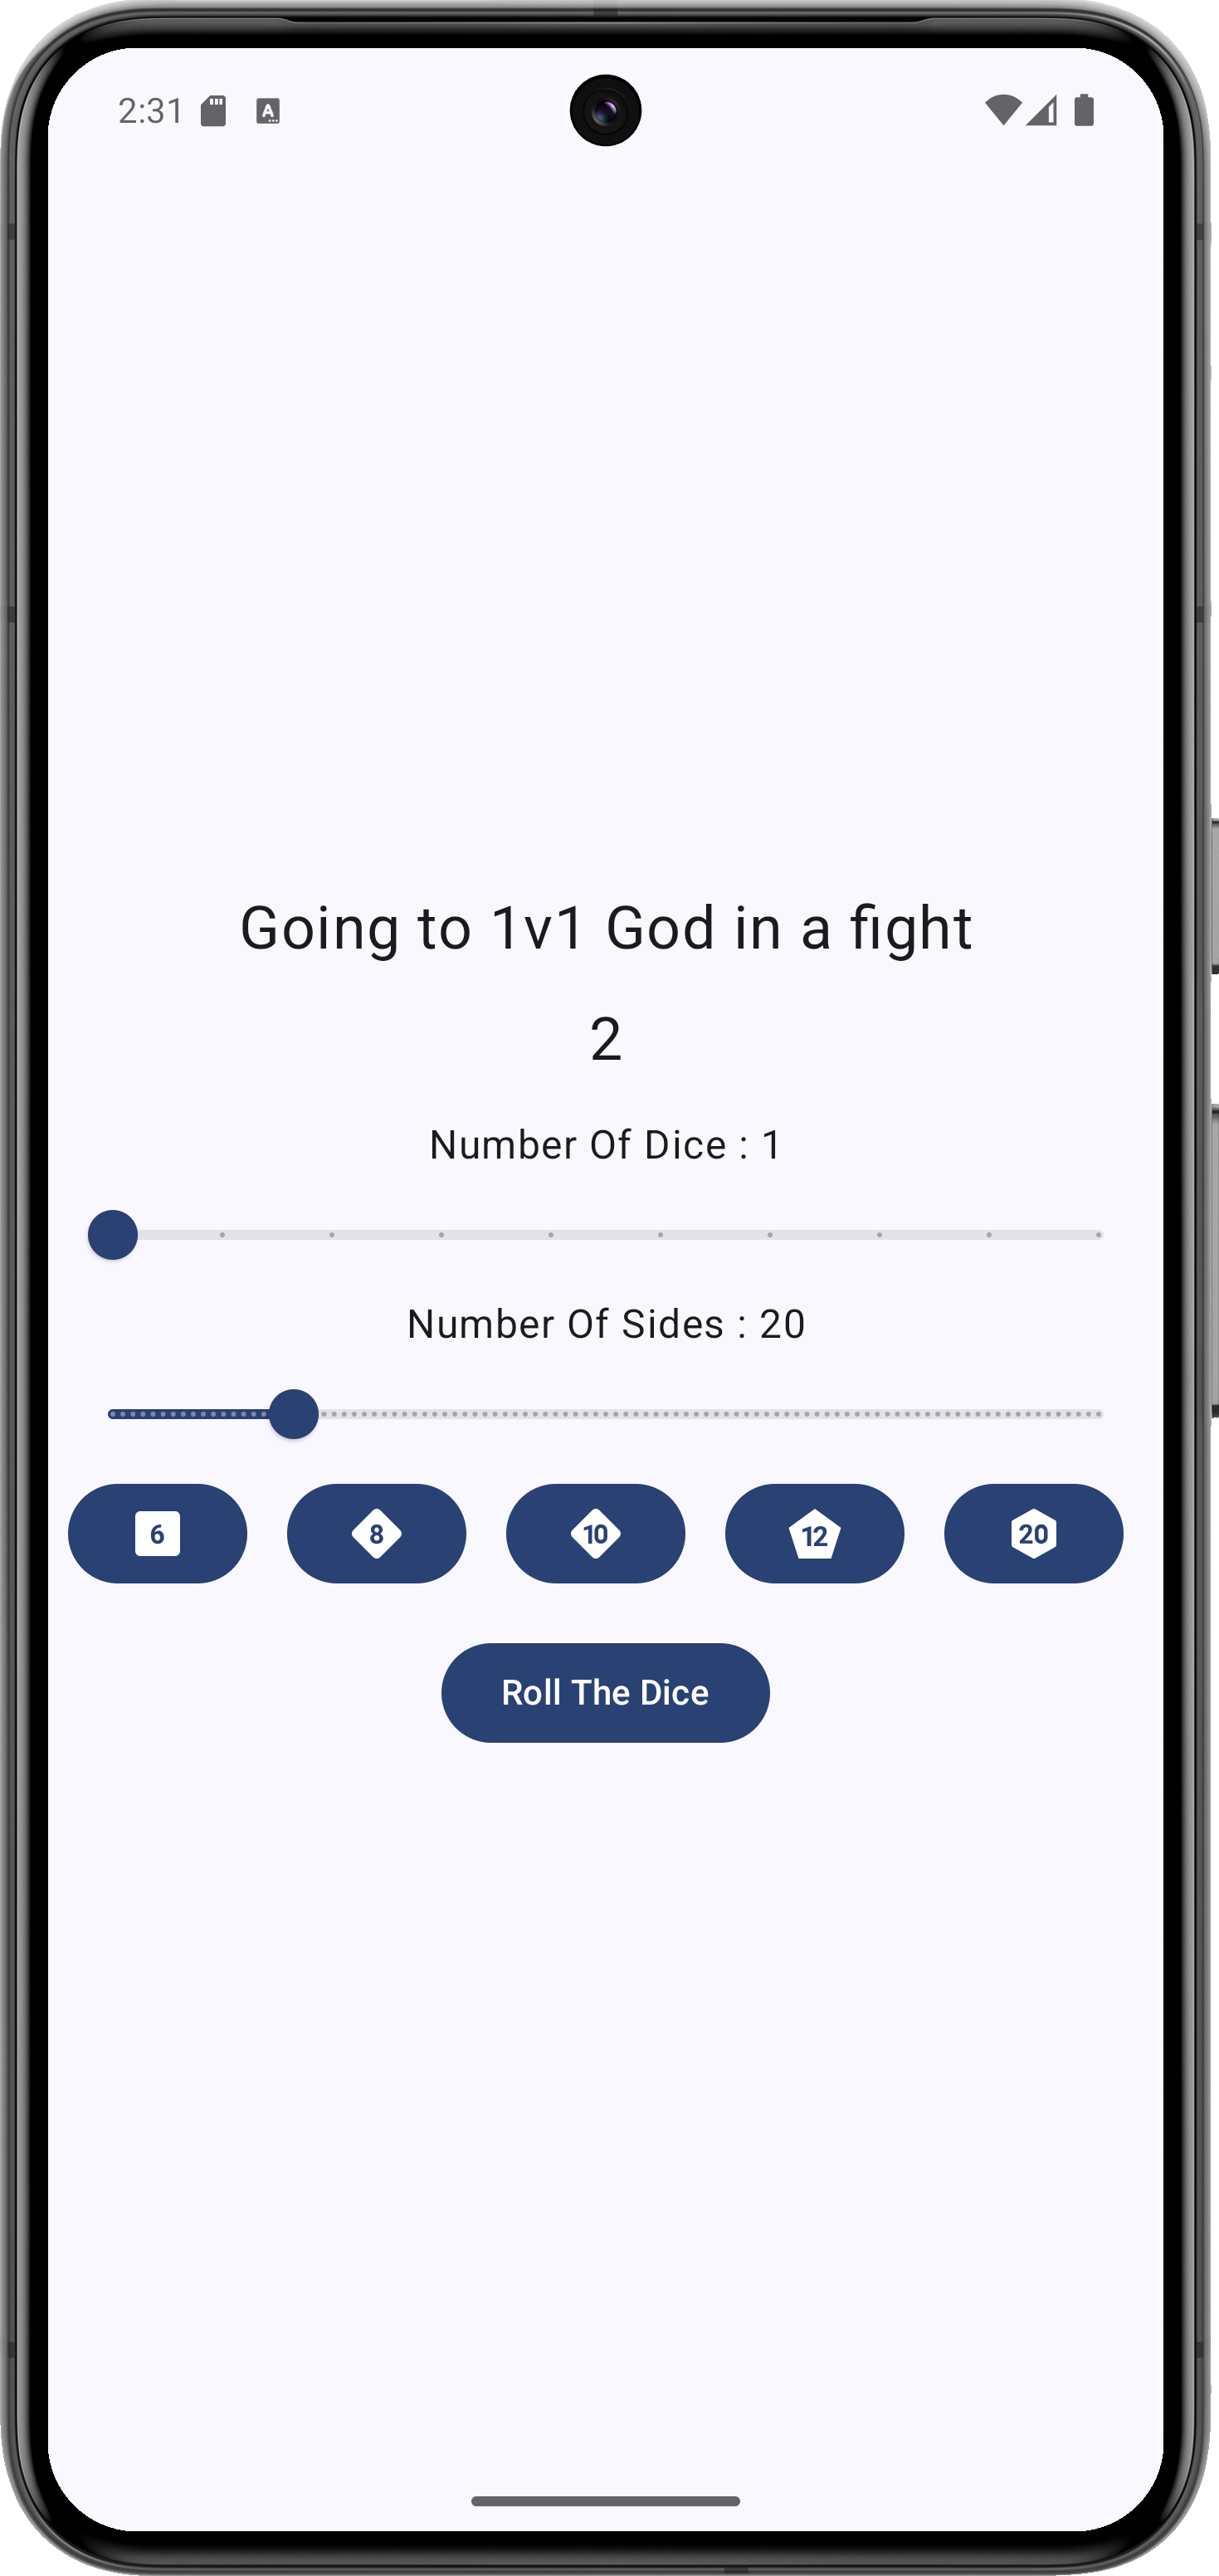 2:31
Going to 1v1 God in a fight
2
Number Of Dice : 1
Number Of Sides : 20
6 8 10 12 20
Roll The Dice